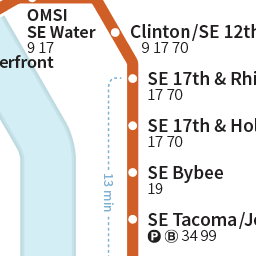 OMSI
SE Water
9 17
erfront
Clinton/SE 12th
9 17 70
SE 17th & Rhi
17 70
SE 17th & Hol
17 70
SE Bybee
19
SE Tacoma/Jo
P B 34 99
13 min